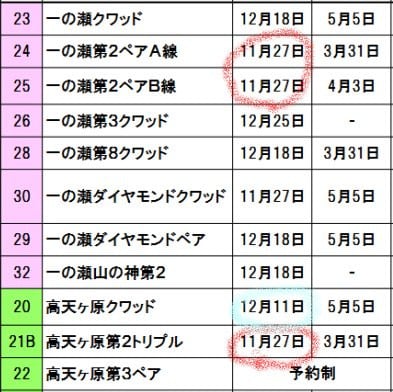 23 一の瀬クワッド 12月18日 5月5日
24 一の瀬第2ペアA線 11月27日 3月31日
25 一の瀬第2ペアB線 11月27日 4月3日
26 一の瀬第3クワッド 12月25日 -
28 一の瀬第8クワッド 12月18日 3月31日
30 一の瀬ダイヤモンドクワッド 11月27日 5月5日
29 一の瀬ダイヤモンドペア 12月18日 5月5日
32 一の瀬山の神第2 12月18日 -
20 高天ヶ原クワッド 12月11日 5月5日
21B 高天ヶ原第2トリプル 11月27日 3月31日
22 高天ヶ原第3ペア 予約制